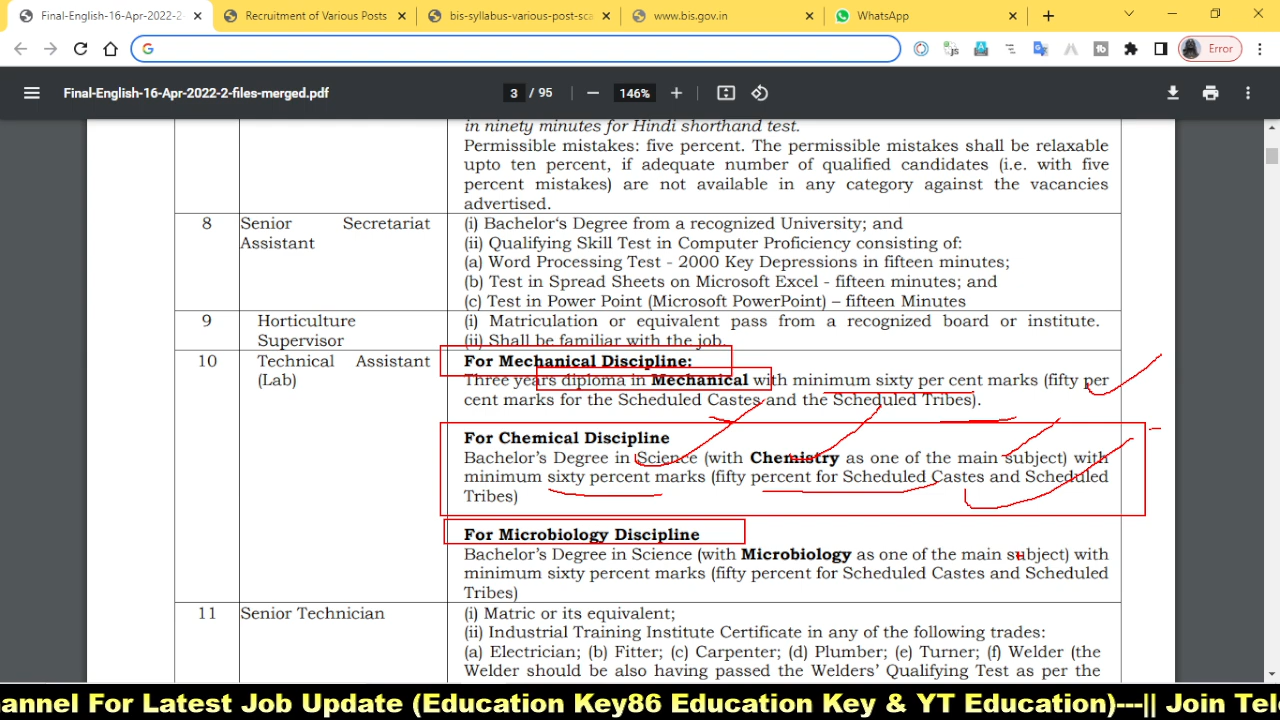 Final-English-16-Apr-2022-2-
Recruitment of Various Posts
bis-syllabus-various-post-sca
www.bis.gov.in
WhatsApp
Error
Final-English-16-Apr-2022-2-files-merged.pdf
3 / 95
146%
in ninety minutes for Hindi shorthand test.
Permissible mistakes: five percent. The permissible mistakes shall be relaxable
upto ten percent, if adequate number of qualified candidates (i.e. with five
percent mistakes) are not available in any category against the vacancies
advertised.
8 Senior Secretariat
Assistant
(i) Bachelor's Degree from a recognized University; and
(ii) Qualifying Skill Test in Computer Proficiency consisting of:
(a) Word Processing Test - 2000 Key Depressions in fifteen minutes;
(b) Test in Spread Sheets on Microsoft Excel - fifteen minutes; and
(c) Test in Power Point (Microsoft PowerPoint) – fifteen Minutes
9 Horticulture
Supervisor
(i) Matriculation or equivalent pass from a recognized board or institute.
(ii) Shall be familiar with the job.
10 Technical Assistant
(Lab)
For Mechanical Discipline:
Three years diploma in Mechanical with minimum sixty per cent marks (fifty per
cent marks for the Scheduled Castes and the Scheduled Tribes).
For Chemical Discipline
Bachelor's Degree in Science (with Chemistry as one of the main subject) with
minimum sixty percent marks (fifty percent for Scheduled Castes and Scheduled
Tribes)
For Microbiology Discipline
Bachelor's Degree in Science (with Microbiology as one of the main subject) with
minimum sixty percent marks (fifty percent for Scheduled Castes and Scheduled
Tribes)
11 Senior Technician
(i) Matric or its equivalent;
(ii) Industrial Training Institute Certificate in any of the following trades:
(a) Electrician; (b) Fitter; (c) Carpenter; (d) Plumber; (e) Turner; (f) Welder (the
Welder should be also having passed the Welders' Qualifying Test as per the
annel For Latest Job Update (Education Key86 Education Key & YT Education)---|| Join Tel